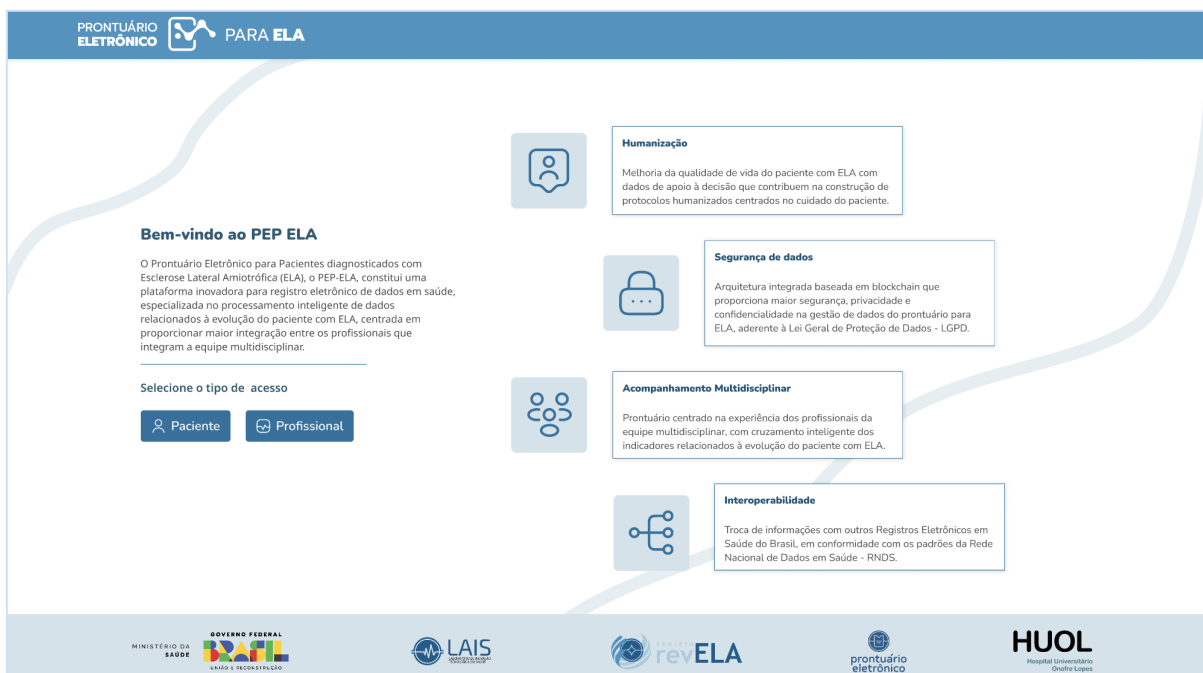 PRONTUÁRIO
ELETRÔNICO
PARA ELA
Bem-vindo ao PEP ELA
O Prontuário Eletrônico para Pacientes diagnosticados com
Esclerose Lateral Amiotrófica (ELA), o PEP-ELA, constitui uma
plataforma inovadora para registro eletrônico de dados em saúde,
especializada no processamento inteligente de dados
relacionados à evolução do paciente com ELA, centrada em
proporcionar maior integração entre os profissionais que
integram a equipe multidisciplinar.
Selecione o tipo de acesso
Paciente
Profissional
Humanização
Melhoria da qualidade de vida do paciente com ELA com
dados de apoio à decisão que contribuem na construção de
protocolos humanizados centrados no cuidado do paciente.
Segurança de dados
Arquitetura integrada baseada em blockchain que
proporciona maior segurança, privacidade e
confidencialidade na gestão de dados do prontuário para
ELA, aderente à Lei Geral de Proteção de Dados - LGPD.
Acompanhamento Multidisciplinar
Prontuário centrado na experiência dos profissionais da
equipe multidisciplinar, com cruzamento inteligente dos
indicadores relacionados à evolução do paciente com ELA.
Interoperabilidade
Troca de informações com outros Registros Eletrônicos em
Saúde do Brasil, em conformidade com os padrões da Rede
Nacional de Dados em Saúde - RNDS.
MINISTÉRIO DA
SAÚDE
GOVERNO FEDERAL
BRASIL
UNIÃO E RECONSTRUÇÃO
LAIS
LABORATÓRIO DE INOVAÇÃO
TECNOLÓGICA EM SAÚDE
PROJETO
revELA
prontuário
eletrônico
HUOL
Hospital Universitário
Onofre Lopes